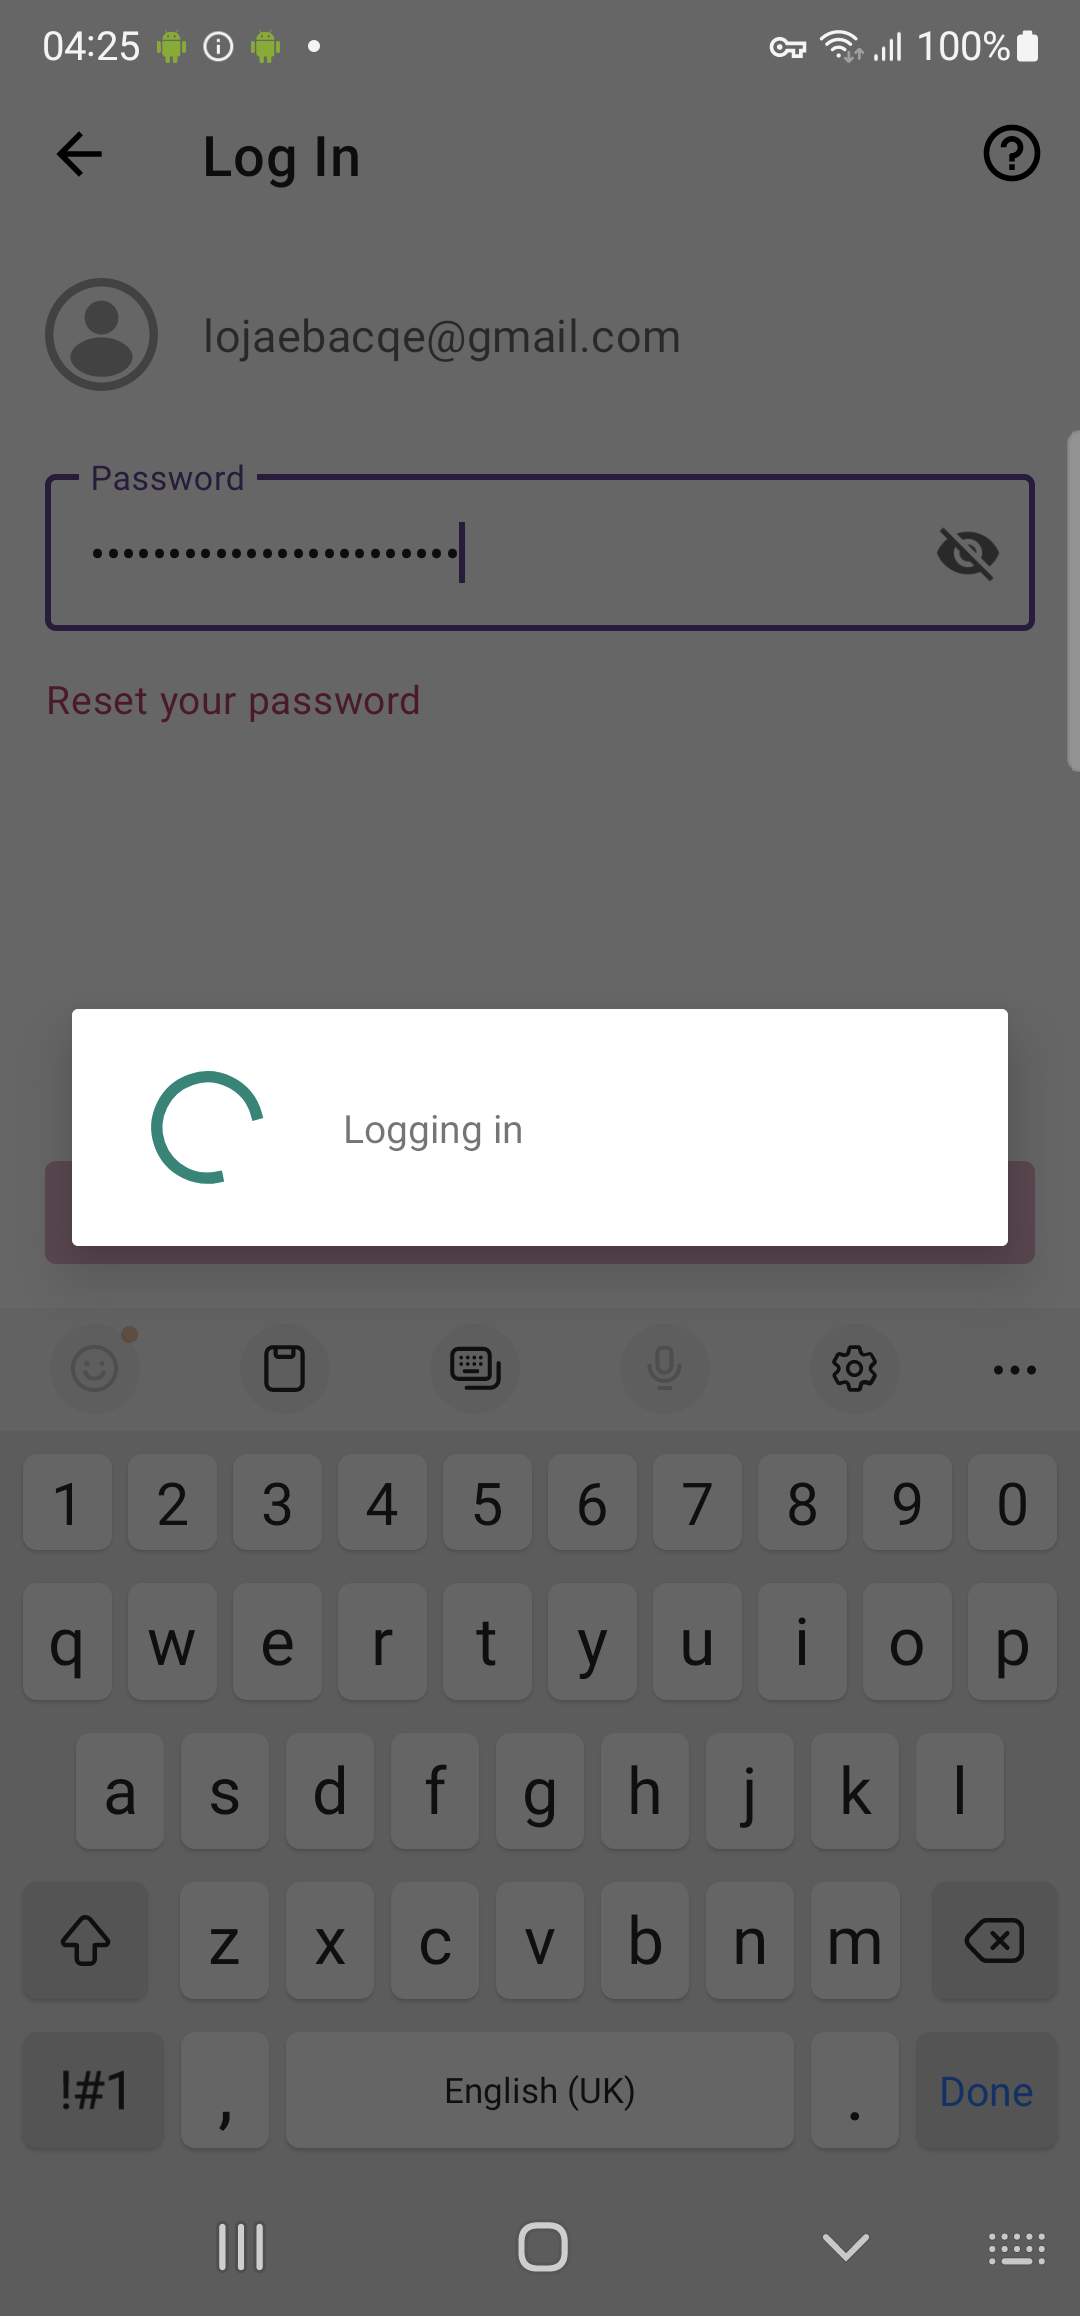 04:25 100%
Log In
lojaebacqe@gmail.com
Password
••••••••••••••••••••••••
Reset your password
Logging in
1 2 3 4 5 6 7 8 9 0
q w e r t y u i o p
a s d f g h j k l
z x c v b n m
!#1 , English (UK) . Done